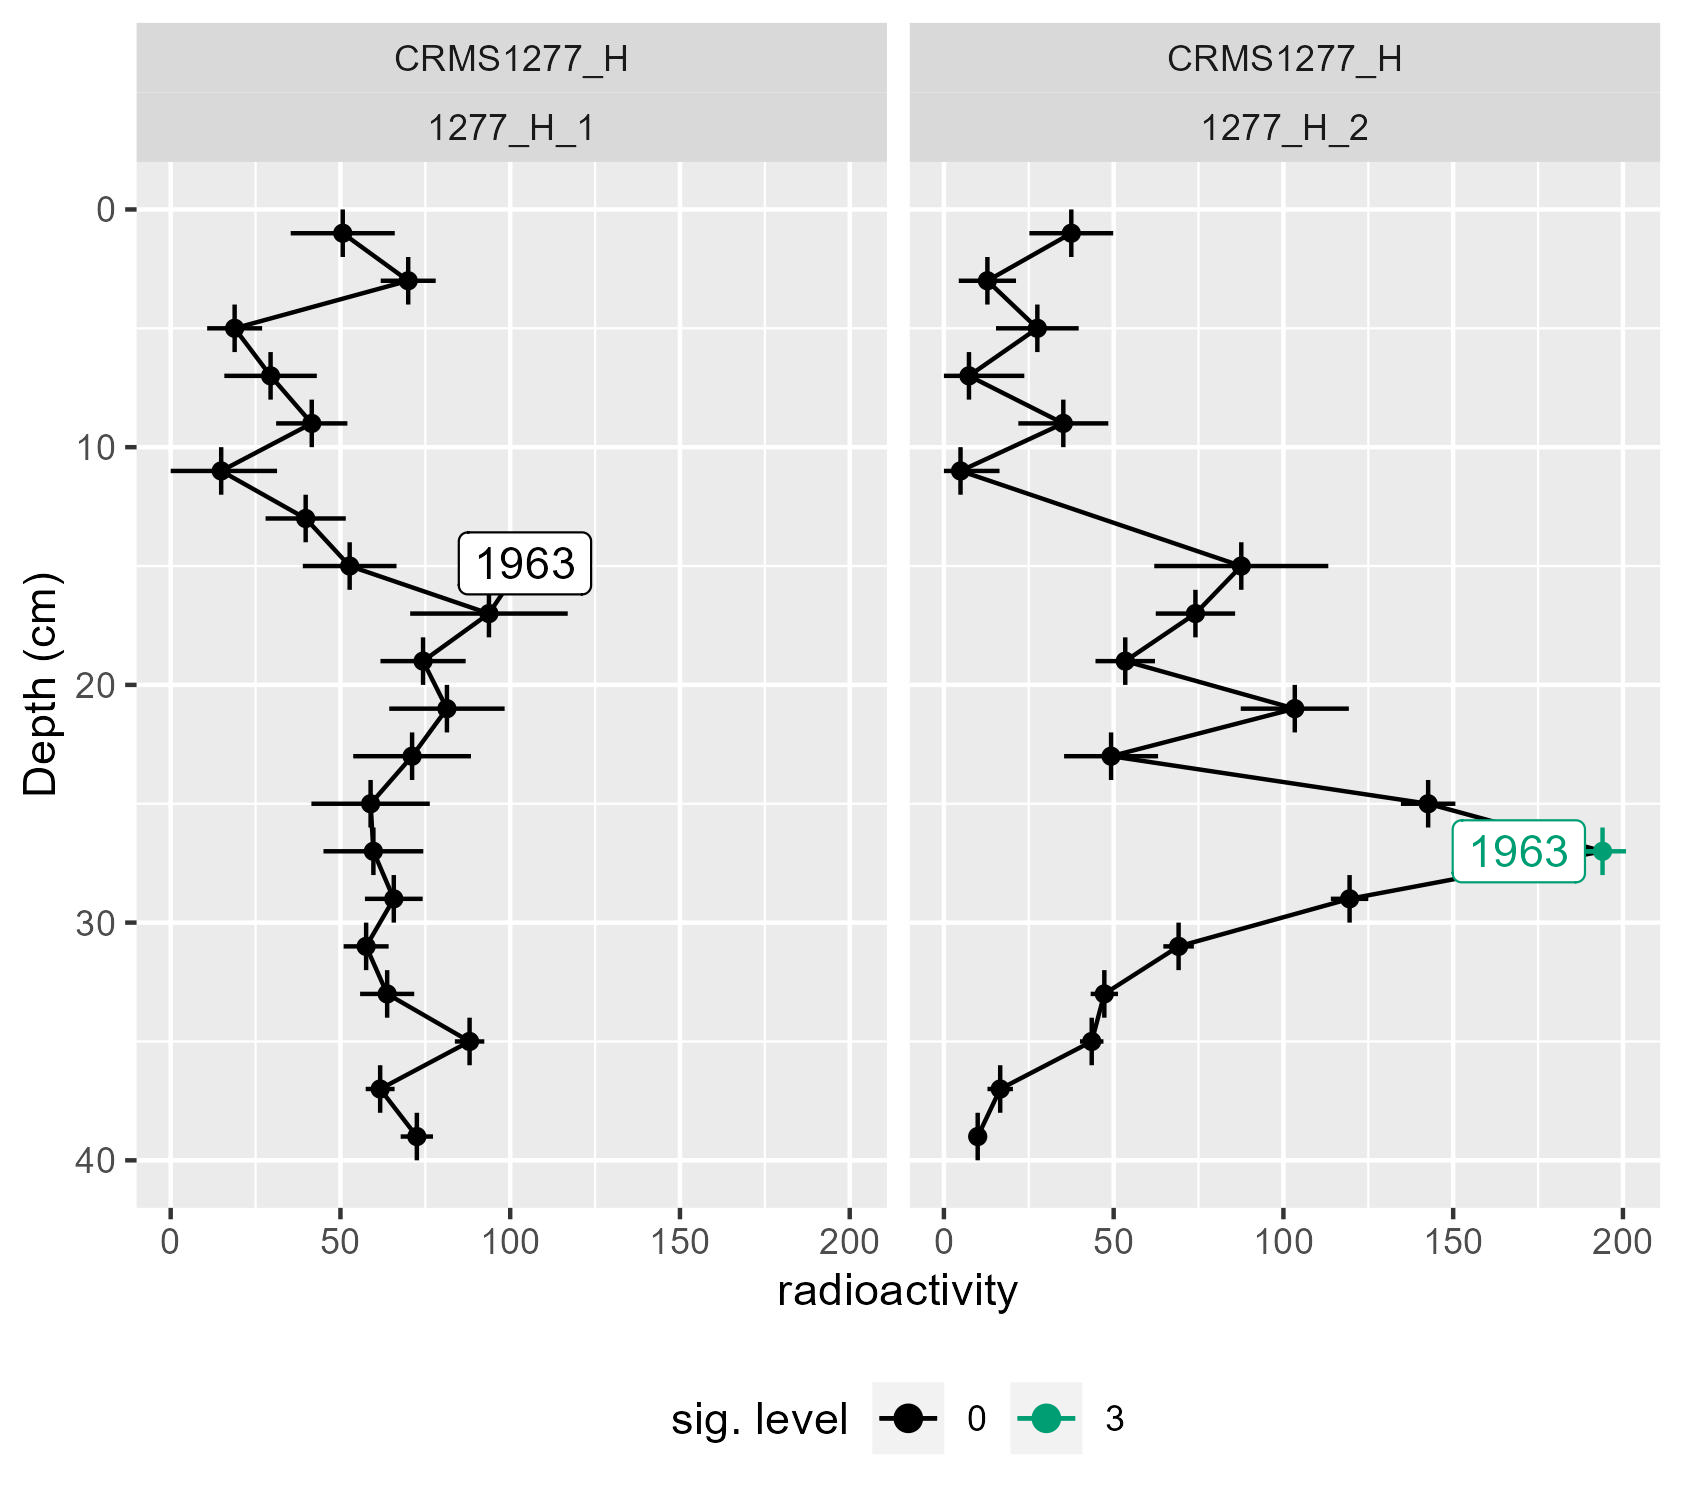 CRMS1277_H CRMS1277_H
1277_H_1 1277_H_2
Depth (cm)
0
10
20
30
40
1963
1963
0 50 100 150 200 0 50 100 150 200
radioactivity
sig. level 0 3